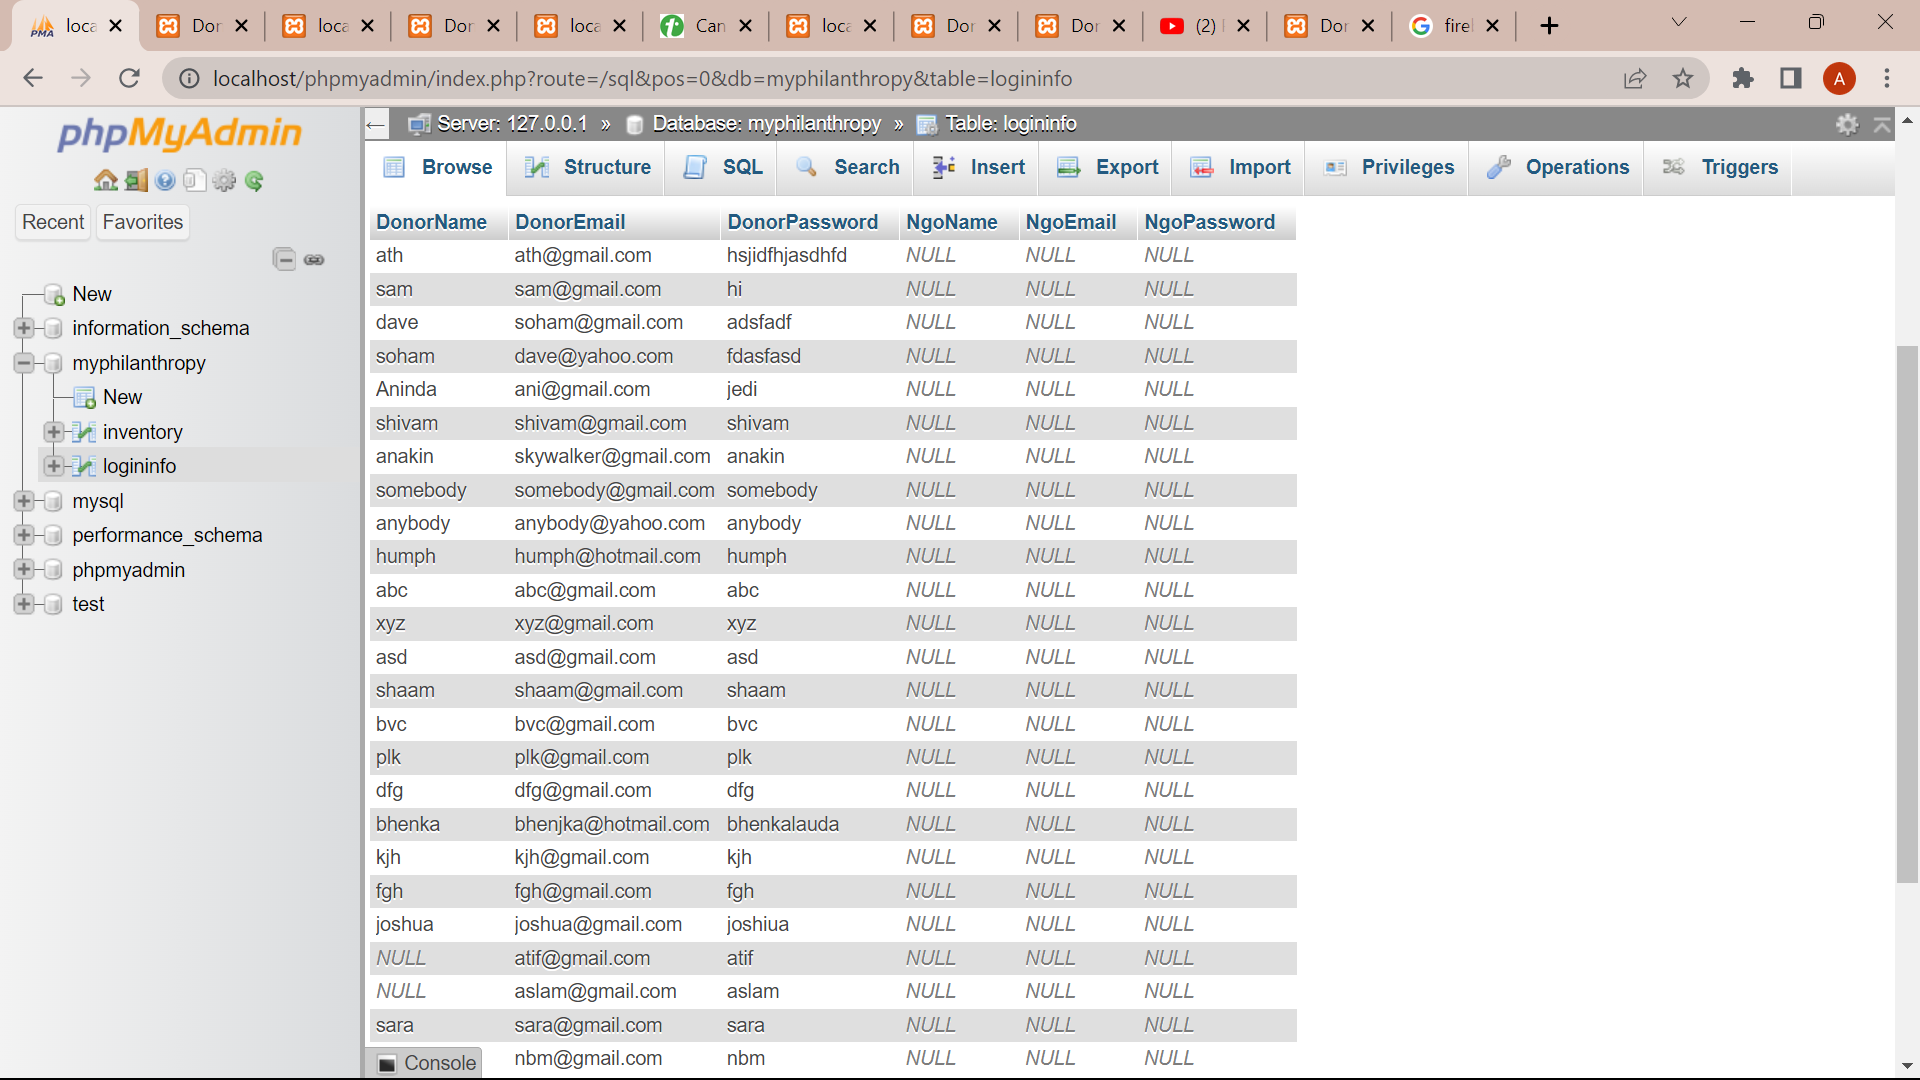 loca Dor loca Dor loca Can loca Dor Dor (2) Dor firel
localhost/phpmyadmin/index.php?route=/sql&pos=0&db=myphilanthropy&table=logininfo A
phpMyAdmin
Recent Favorites
New
information_schema
myphilanthropy
New
inventory
logininfo
mysql
performance_schema
phpmyadmin
test
Server: 127.0.0.1 » Database: myphilanthropy » Table: logininfo
Browse Structure SQL Search Insert Export Import Privileges Operations Triggers
DonorName DonorEmail DonorPassword NgoName NgoEmail NgoPassword
ath ath@gmail.com hsjidfhjasdhfd NULL NULL NULL
sam sam@gmail.com hi NULL NULL NULL
dave soham@gmail.com adsfadf NULL NULL NULL
soham dave@yahoo.com fdasfasd NULL NULL NULL
Aninda ani@gmail.com jedi NULL NULL NULL
shivam shivam@gmail.com shivam NULL NULL NULL
anakin skywalker@gmail.com anakin NULL NULL NULL
somebody somebody@gmail.com somebody NULL NULL NULL
anybody anybody@yahoo.com anybody NULL NULL NULL
humph humph@hotmail.com humph NULL NULL NULL
abc abc@gmail.com abc NULL NULL NULL
xyz xyz@gmail.com xyz NULL NULL NULL
asd asd@gmail.com asd NULL NULL NULL
shaam shaam@gmail.com shaam NULL NULL NULL
bvc bvc@gmail.com bvc NULL NULL NULL
plk plk@gmail.com plk NULL NULL NULL
dfg dfg@gmail.com dfg NULL NULL NULL
bhenka bhenjka@hotmail.com bhenkalauda NULL NULL NULL
kjh kjh@gmail.com kjh NULL NULL NULL
fgh fgh@gmail.com fgh NULL NULL NULL
joshua joshua@gmail.com joshiua NULL NULL NULL
NULL atif@gmail.com atif NULL NULL NULL
NULL aslam@gmail.com aslam NULL NULL NULL
sara sara@gmail.com sara NULL NULL NULL
nbm@gmail.com nbm NULL NULL NULL
Console